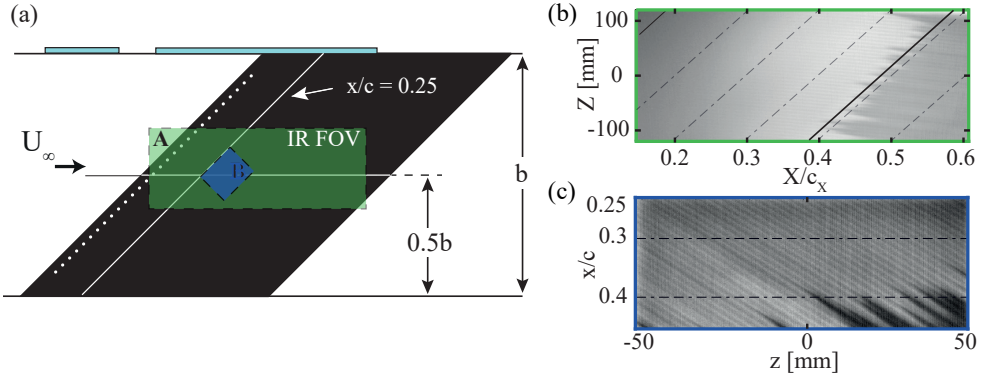 (a)
x/c = 0.25
A
IR FOV
U∞
B
b
0.5b
(b)
Z [mm]
100
0
-100
0.2
0.3
0.4
0.5
0.6
X/cX
(c)
x/c
0.25
0.3
0.4
-50
0
50
z [mm]